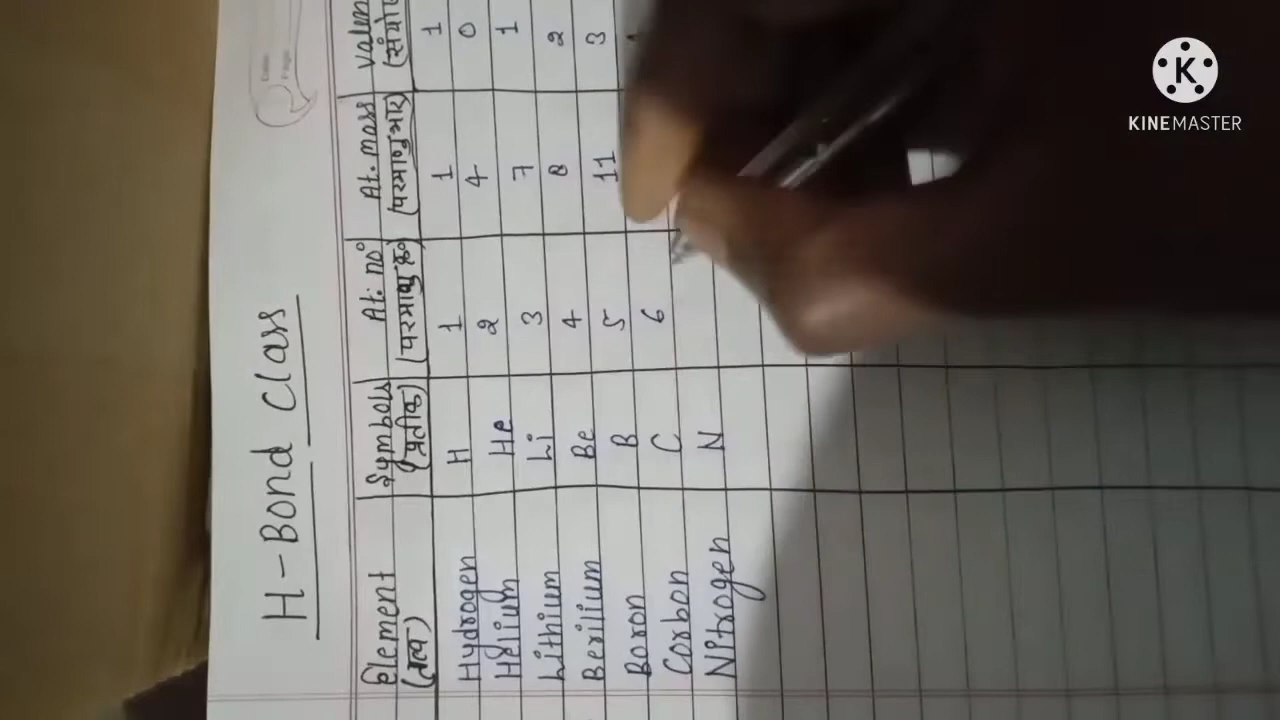 H-Bond Class
Element Symbols At. no At. mass Valen
(तत्व) (प्रतीक) (परमाणु क्र०) (परमाणु भार) (संयोज
Hydrogen H 1 1 1
Helium He 2 4 0
Lithium Li 3 7 1
Berilium Be 4 8 2
Boron B 5 11 3
Corbon C 6
Nitrogen N
KINEMASTER